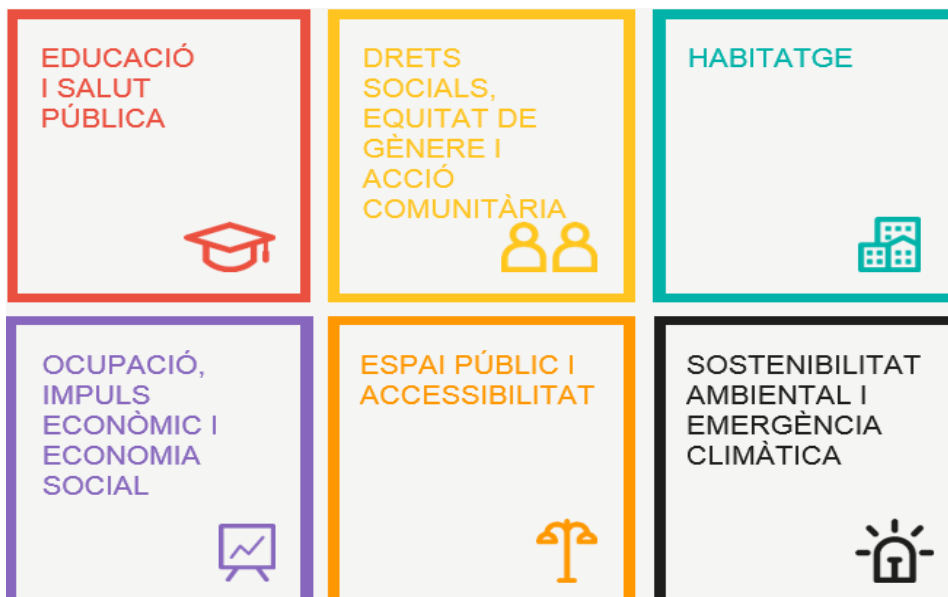 EDUCACIÓ
I SALUT
PÚBLICA
DRETS
SOCIALS,
EQUITAT DE
GÈNERE I
ACCIÓ
COMUNITÀRIA
HABITATGE
OCUPACIÓ,
IMPULS
ECONÒMIC I
ECONOMIA
SOCIAL
ESPAI PÚBLIC I
ACCESSIBILITAT
SOSTENIBILITAT
AMBIENTAL I
EMERGÈNCIA
CLIMÀTICA